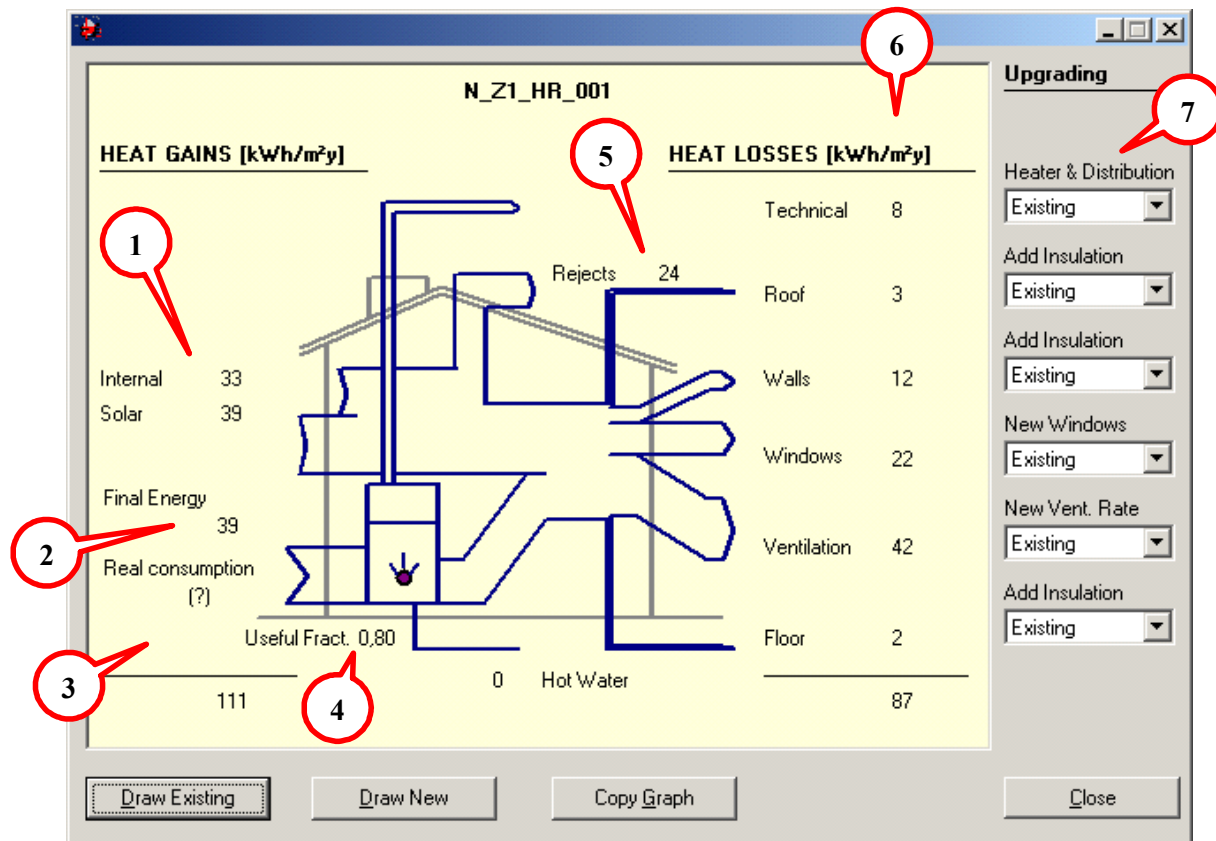 N_Z1_HR_001
HEAT GAINS [kWh/m²y]
HEAT LOSSES [kWh/m²y]
1
2
3
4
5
6
7
Internal 33
Solar 39
Final Energy
39
Real consumption
(?)
Useful Fract. 0,80
111
Rejects 24
0 Hot Water
Technical 8
Roof 3
Walls 12
Windows 22
Ventilation 42
Floor 2
87
Upgrading
Heater & Distribution
Existing
Add Insulation
Existing
Add Insulation
Existing
New Windows
Existing
New Vent. Rate
Existing
Add Insulation
Existing
Draw Existing
Draw New
Copy Graph
Close